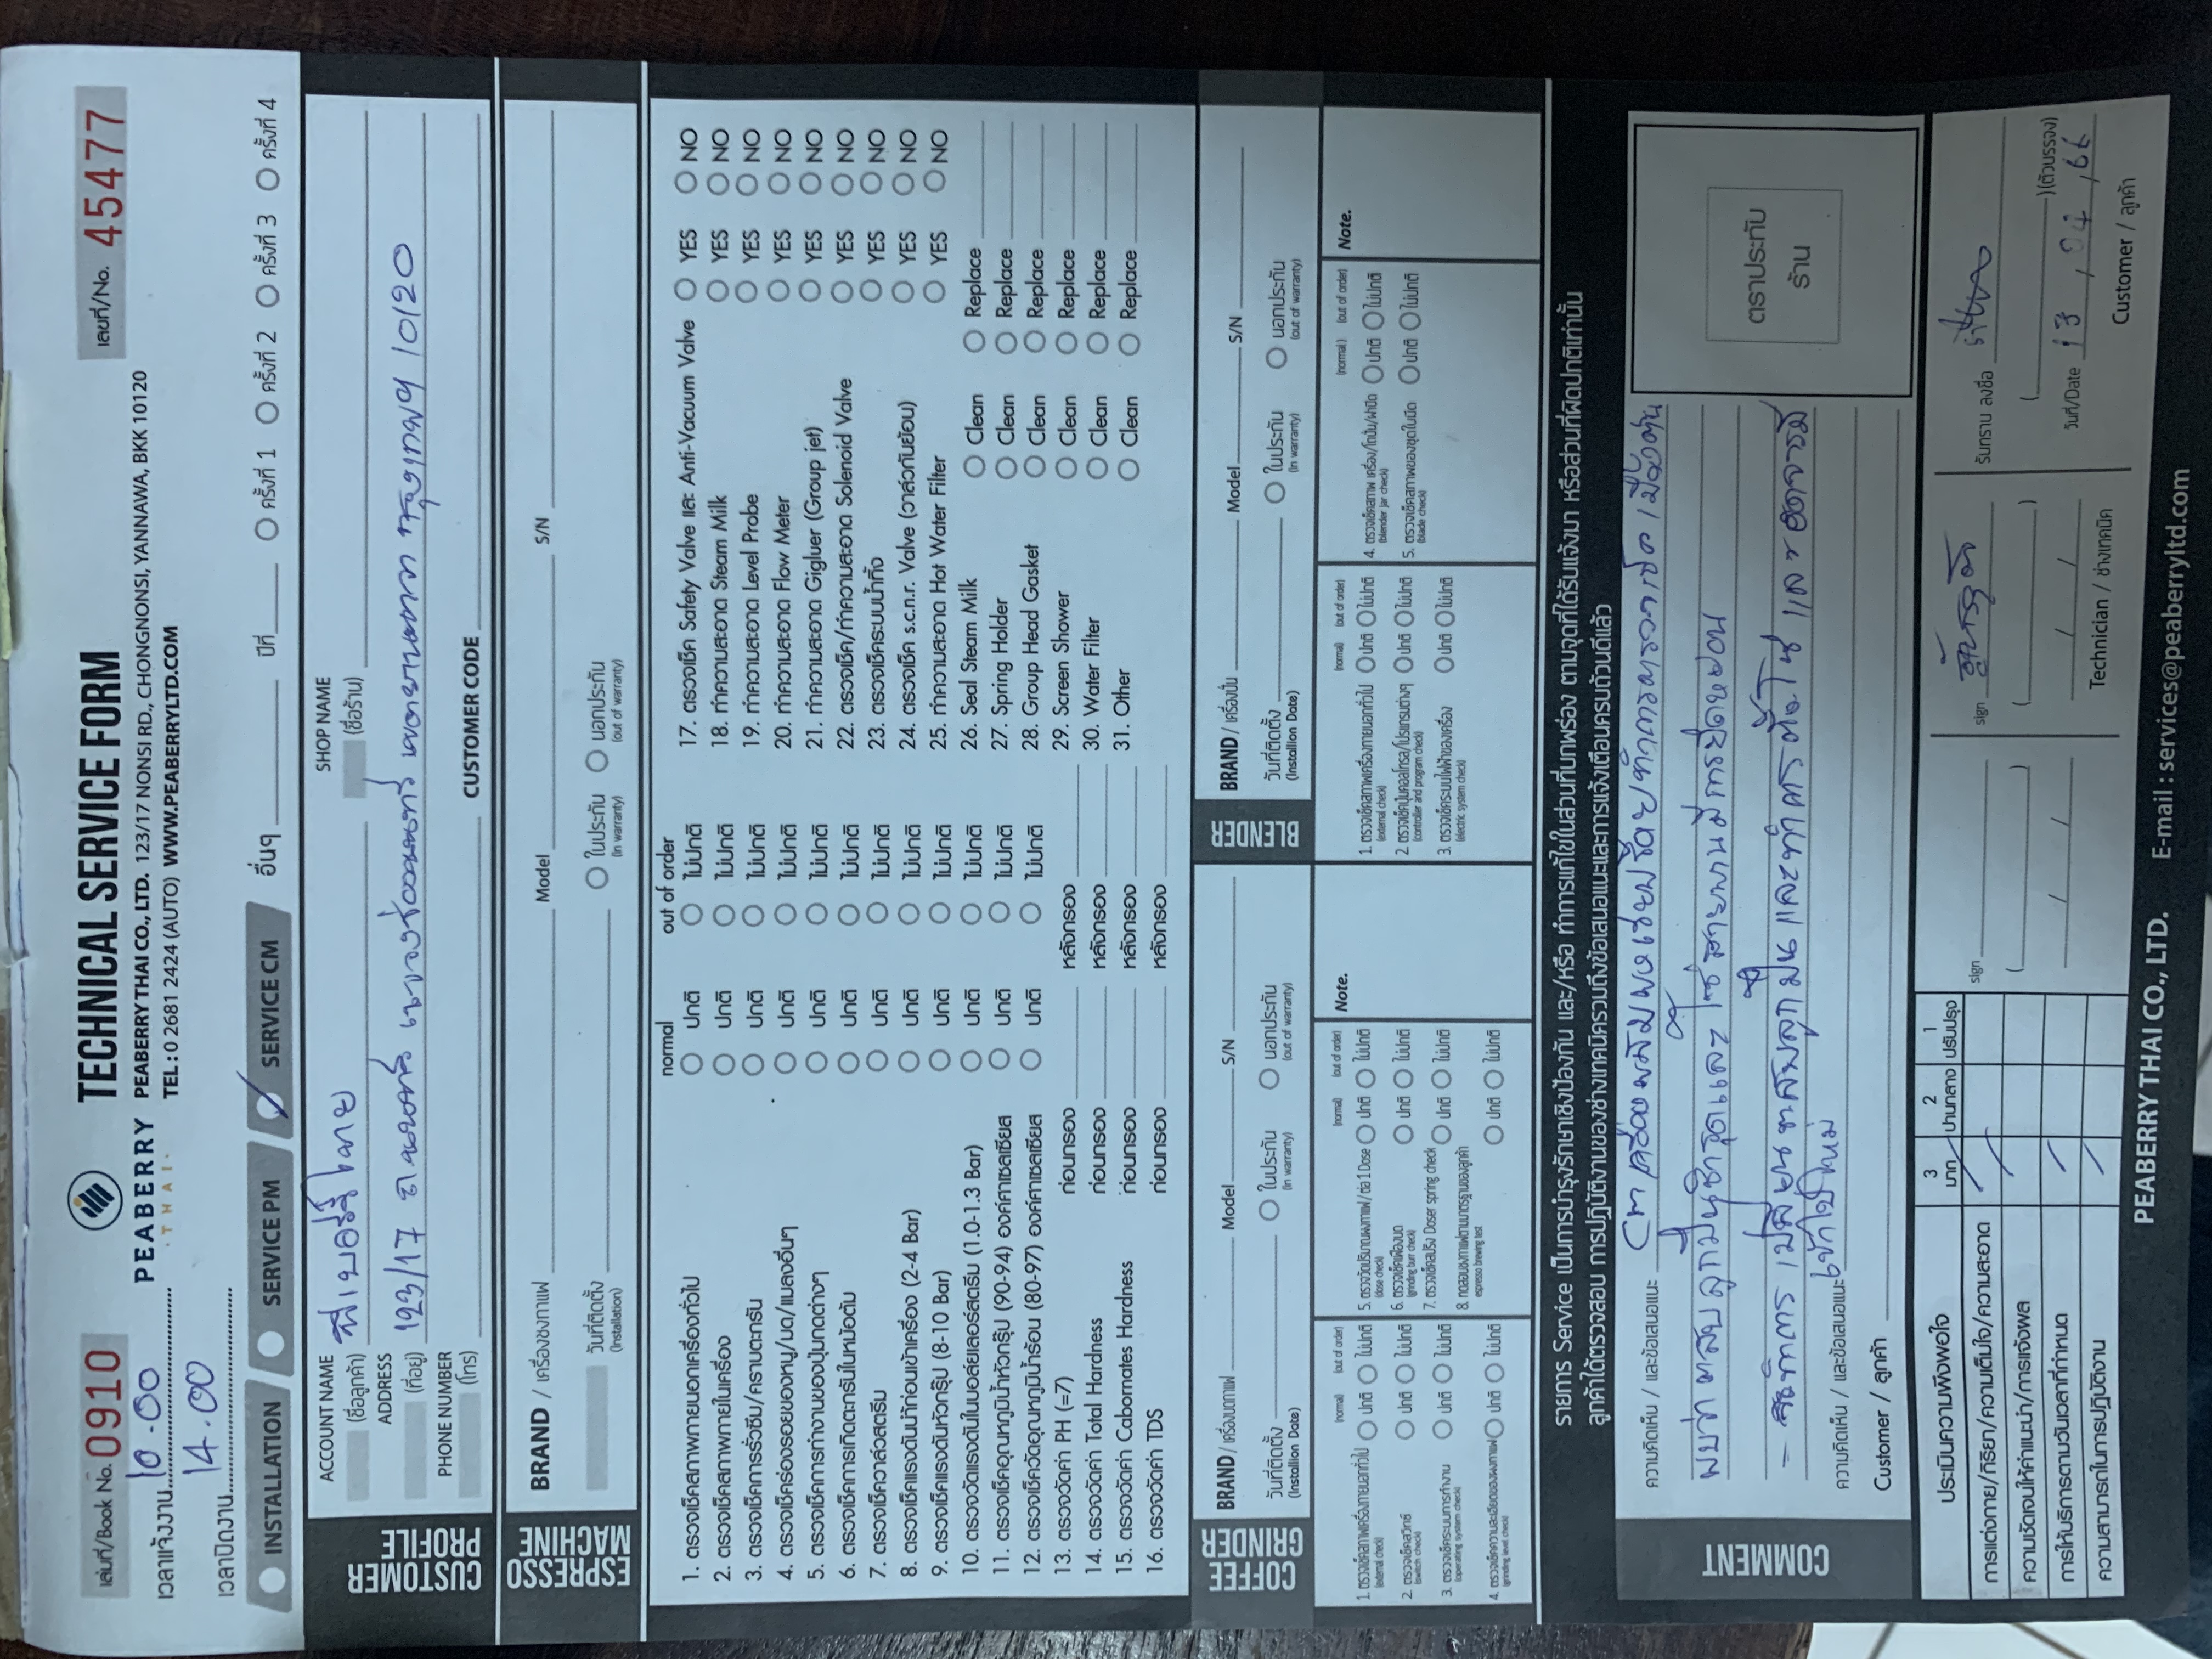 เล่มที่/Book No. 0910
PEABERRY
THAI
TECHNICAL SERVICE FORM
PEABERRY THAI CO., LTD. 123/17 NONSI RD., CHONGNONSI, YANNAWA, BKK 10120
TEL : 0 2681 2424 (AUTO) WWW.PEABERRYLTD.COM
เลขที่/No. 45477
เวลาแจ้งงาน 10.00
เวลาปิดงาน 14.00
INSTALLATION SERVICE PM SERVICE CM อื่นๆ ปีที่ ครั้งที่ 1 ครั้งที่ 2 ครั้งที่ 3 ครั้งที่ 4
CUSTOMER PROFILE
ACCOUNT NAME (ชื่อลูกค้า) พีเบอร์รี่ไทย SHOP NAME (ชื่อร้าน)
ADDRESS (ที่อยู่) 123/17 ถ.นนทรี แขวงช่องนนทรี เขตยานนาวา กรุงเทพฯ 10120
PHONE NUMBER (โทร) CUSTOMER CODE
ESPRESSO MACHINE
BRAND / เครื่องชงกาแฟ Model S/N
วันที่ติดตั้ง (Installation) ในประกัน (in warranty) นอกประกัน (out of warranty)
normal out of order
1. ตรวจเช็คสภาพภายนอกเครื่องทั่วไป ปกติ ไม่ปกติ
2. ตรวจเช็คสภาพภายในเครื่อง ปกติ ไม่ปกติ
3. ตรวจเช็คการรั่วซึม/คราบตะกรัน ปกติ ไม่ปกติ
4. ตรวจเช็คร่องรอยของหนู/มด/แมลงอื่นๆ ปกติ ไม่ปกติ
5. ตรวจเช็คการทำงานของปุ่มกดต่างๆ ปกติ ไม่ปกติ
6. ตรวจเช็คการเกิดตะกรันในหม้อต้ม ปกติ ไม่ปกติ
7. ตรวจเช็ควาล์วสตรีม ปกติ ไม่ปกติ
8. ตรวจเช็คแรงดันน้ำก่อนเข้าเครื่อง (2-4 Bar) ปกติ ไม่ปกติ
9. ตรวจเช็คแรงดันหัวกรุ๊ป (8-10 Bar) ปกติ ไม่ปกติ
10. ตรวจวัดแรงดันในบอล์ยเลอร์สตรีม (1.0-1.3 Bar) ปกติ ไม่ปกติ
11. ตรวจเช็คอุณหภูมิน้ำหัวกรุ๊ป (90-94) องค์ศาเซลเซียส ปกติ ไม่ปกติ
12. ตรวจเช็ควัดอุณหภูมิน้ำร้อน (80-97) องค์ศาเซลเซียส ปกติ ไม่ปกติ
13. ตรวจวัดค่า PH (=7) ก่อนกรอง หลังกรอง
14. ตรวจวัดค่า Total Hardness ก่อนกรอง หลังกรอง
15. ตรวจวัดค่า Cabornates Hardness ก่อนกรอง หลังกรอง
16. ตรวจวัดค่า TDS ก่อนกรอง หลังกรอง
17. ตรวจเช็ค Safety Valve และ Anti-Vacuum Valve YES NO
18. ทำความสะอาด Steam Milk YES NO
19. ทำความสะอาด Level Probe YES NO
20. ทำความสะอาด Flow Meter YES NO
21. ทำความสะอาด Gigluer (Group jet) YES NO
22. ตรวจเช็ค/ทำความสะอาด Solenoid Valve YES NO
23. ตรวจเช็คระบบน้ำทิ้ง YES NO
24. ตรวจเช็ค s.c.n.r. Valve (วาล์วกันย้อน) YES NO
25. ทำความสะอาด Hot Water Filter YES NO
26. Seal Steam Milk Clean Replace
27. Spring Holder Clean Replace
28. Group Head Gasket Clean Replace
29. Screen Shower Clean Replace
30. Water Filter Clean Replace
31. Other Clean Replace
COFFEE GRINDER
BRAND / เครื่องบดกาแฟ Model S/N
วันที่ติดตั้ง (Installion Date) ในประกัน (in warranty) นอกประกัน (out of warranty)
BLENDER
BRAND / เครื่องปั่น Model S/N
วันที่ติดตั้ง (Installion Date) ในประกัน (in warranty) นอกประกัน (out of warranty)
(normal) (out of order)
1. ตรวจเช็คสภาพเครื่องภายนอกทั่วไป (external check) ปกติ ไม่ปกติ
2. ตรวจเช็คสวิทซ์ (switch check) ปกติ ไม่ปกติ
3. ตรวจเช็คระบบการทำงาน (operating system check) ปกติ ไม่ปกติ
4. ตรวจเช็คความละเอียดของผงกาแฟ (grinding level check) ปกติ ไม่ปกติ
(normal) (out of order)
5. ตรวจวัดปริมาณผงกาแฟ/ต่อ 1 Dose (dose check) ปกติ ไม่ปกติ
6. ตรวจเช็คเฟืองบด (grinding burr check) ปกติ ไม่ปกติ
7. ตรวจเช็คสปริง Doser spring check ปกติ ไม่ปกติ
8. ทดสอบชงกาแฟตามมาตรฐานของลูกค้า espresso brewing test ปกติ ไม่ปกติ
Note.
(normal) (out of order)
1. ตรวจเช็คสภาพเครื่องภายนอกทั่วไป (external check) ปกติ ไม่ปกติ
2. ตรวจเช็คปุ่มคอลโทรล/โปรแกรมต่างๆ (controller and program check) ปกติ ไม่ปกติ
3. ตรวจเช็คระบบไฟฟ้าของเครื่อง (electric system check) ปกติ ไม่ปกติ
(normal) (out of order)
4. ตรวจเช็คสภาพ เครื่อง/โถปั่น/ฝาปิด (blender jar check) ปกติ ไม่ปกติ
5. ตรวจเช็คสภาพของชุดใบมีด (blade check) ปกติ ไม่ปกติ
Note.
รายการ Service เป็นการบำรุงรักษาเชิงป้องกัน และ/หรือ ทำการแก้ไขในส่วนที่บกพร่อง ตามจุดที่ได้รับแจ้งมา หรือส่วนที่ผิดปกติเท่านั้น
ลูกค้าได้ตรวจสอบ การปฏิบัติงานของช่างเทคนิครวมถึงข้อเสนอแนะและการแจ้งเตือนครบถ้วนดีแล้ว
COMMENT
ความคิดเห็น / และข้อเสนอแนะ CM เครื่องผสมผง โดยทำการตรวจเช็คเบื้องต้น
พบว่า ตลับลูกปืนชำรุดและ โซ่สายพานมีการยืดหย่อน
- ทำการ เปลี่ยนตลับลูกปืน และทำการตั้งโซ่ และอัดจารบี
เข้าไปใหม่
ความคิดเห็น / และข้อเสนอแนะ
Customer / ลูกค้า
ตราประทับ
ร้าน
ประเมินความพึงพอใจ 3 มาก 2 ปานกลาง 1 ปรับปรุง
การแต่งกาย/กิริยา/ความเต็มใจ/ความสะอาด
ความชัดเจนให้คำแนะนำ/การแจ้งผล
การให้บริการตามวันเวลาที่กำหนด
ความสามารถในการปฏิบัติงาน
sign
sign
Technician / ช่างเทคนิค
รับทราบ ลงชื่อ
(ตัวบรรจง)
วันที่/Date 13 , 04 , 66
Customer / ลูกค้า
PEABERRY THAI CO., LTD. E-mail : services@peaberryltd.com